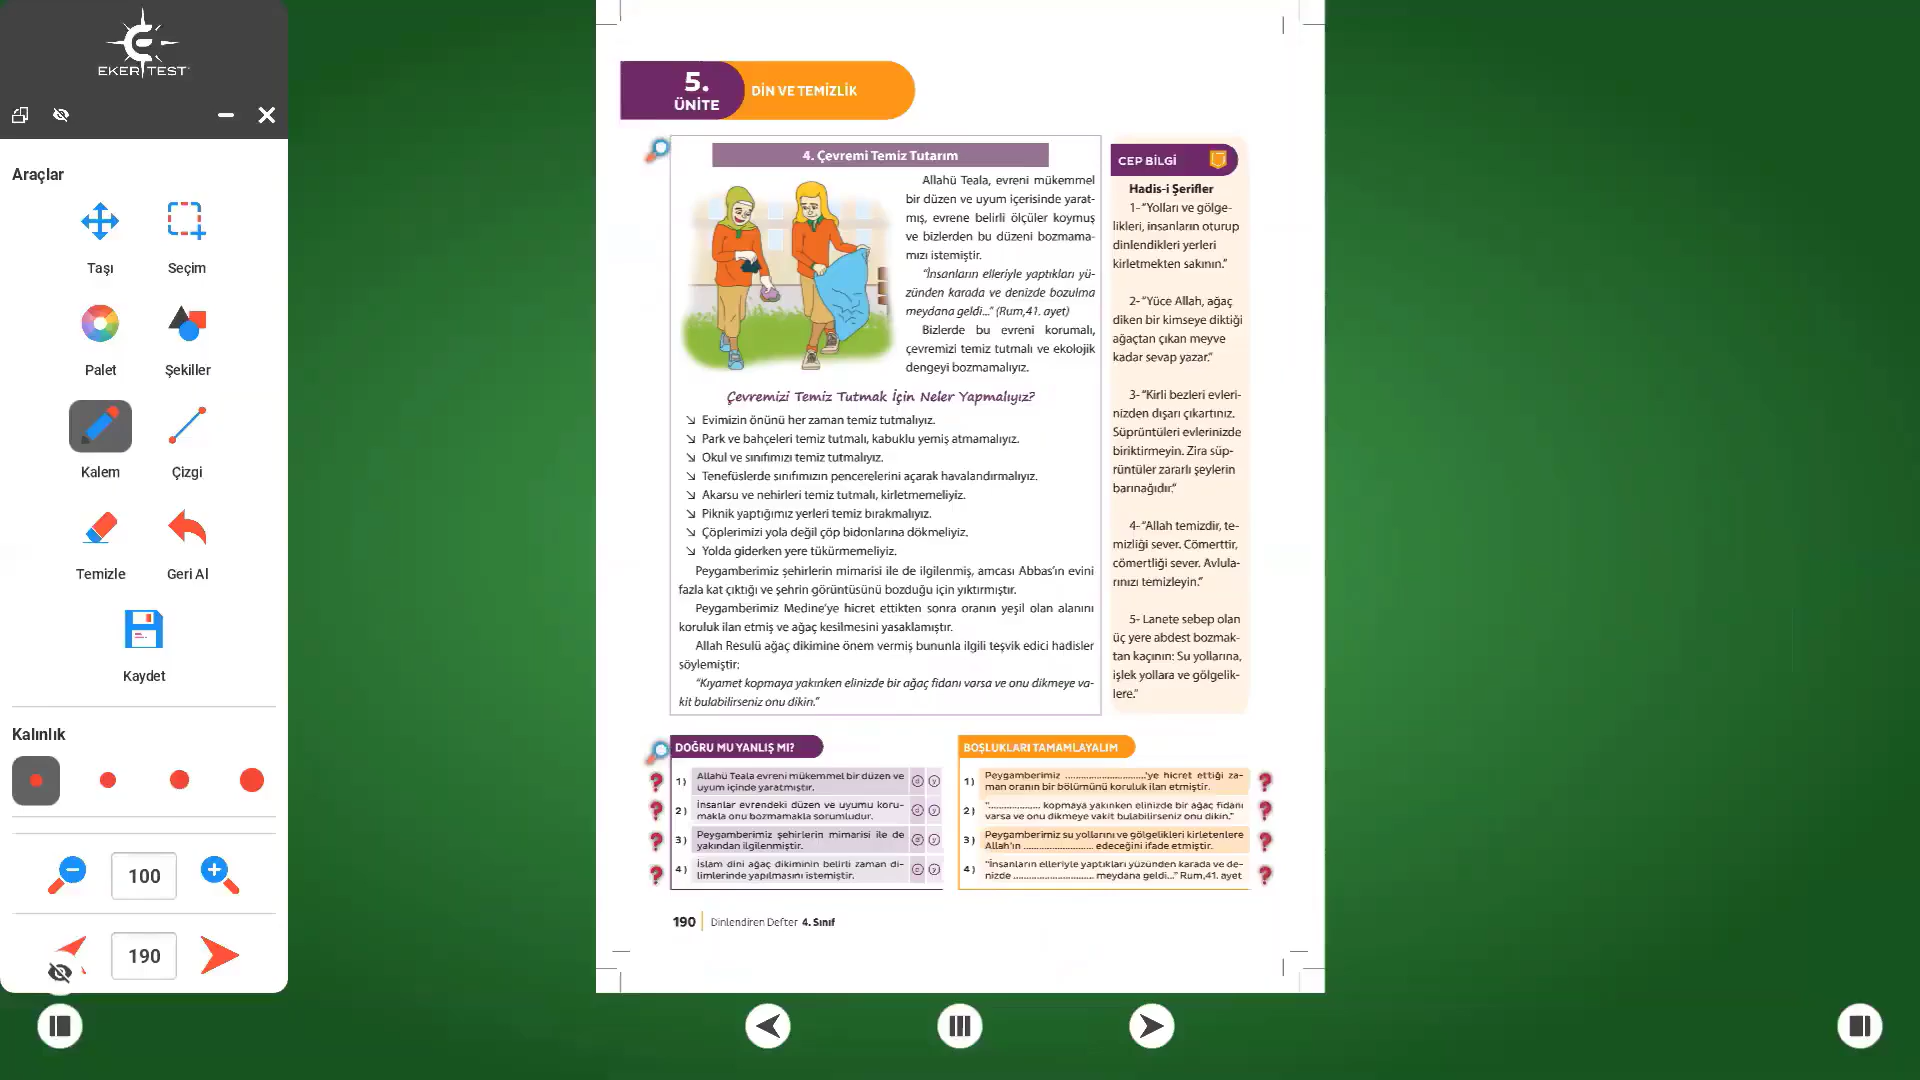 EKER TEST
Araçlar
Taşı
Seçim
Palet
Şekiller
Kalem
Çizgi
Temizle
Geri Al
Kaydet
Kalınlık
100
190
5.
ÜNİTE
DİN VE TEMİZLİK
4. Çevremi Temiz Tutarım
Allahü Teala, evreni mükemmel
bir düzen ve uyum içerisinde yarat-
mış, evrene belirli ölçüler koymuş
ve bizlerden bu düzeni bozmama-
mızı istemiştir.
“İnsanların elleriyle yaptıkları yü-
zünden karada ve denizde bozulma
meydana geldi...” (Rum,41. ayet)
Bizlerde bu evreni korumalı,
çevremizi temiz tutmalı ve ekolojik
dengeyi bozmamalıyız.
Çevremizi Temiz Tutmak İçin Neler Yapmalıyız?
↘ Evimizin önünü her zaman temiz tutmalıyız.
↘ Park ve bahçeleri temiz tutmalı, kabuklu yemiş atmamalıyız.
↘ Okul ve sınıfımızı temiz tutmalıyız.
↘ Tenefüslerde sınıfımızın pencerelerini açarak havalandırmalıyız.
↘ Akarsu ve nehirleri temiz tutmalı, kirletmemeliyiz.
↘ Piknik yaptığımız yerleri temiz bırakmalıyız.
↘ Çöplerimizi yola değil çöp bidonlarına dökmeliyiz.
↘ Yolda giderken yere tükürmemeliyiz.
Peygamberimiz şehirlerin mimarisi ile de ilgilenmiş, amcası Abbas’ın evini
fazla kat çıktığı ve şehrin görüntüsünü bozduğu için yıktırmıştır.
Peygamberimiz Medine’ye hicret ettikten sonra oranın yeşil olan alanını
koruluk ilan etmiş ve ağaç kesilmesini yasaklamıştır.
Allah Resulü ağaç dikimine önem vermiş bununla ilgili teşvik edici hadisler
söylemiştir:
“Kıyamet kopmaya yakınken elinizde bir ağaç fidanı varsa ve onu dikmeye va-
kit bulabilirseniz onu dikin.”
CEP BİLGİ
Hadis-i Şerifler
1- “Yolları ve gölge-
likleri, insanların oturup
dinlendikleri yerleri
kirletmekten sakının.”
2- “Yüce Allah, ağaç
diken bir kimseye diktiği
ağaçtan çıkan meyve
kadar sevap yazar.”
3- “Kirli bezleri evleri-
nizden dışarı çıkartınız.
Süprüntüleri evlerinizde
biriktirmeyin. Zira süp-
rüntüler zararlı şeylerin
barınağıdır.”
4- “Allah temizdir, te-
mizliği sever. Cömerttir,
cömertliği sever. Avlula-
rınızı temizleyin.”
5- Lanete sebep olan
üç yere abdest bozmak-
tan kaçının: Su yollarına,
işlek yollara ve gölgelik-
lere.”
DOĞRU MU YANLIŞ MI?
1) Allahü Teala evreni mükemmel bir düzen ve
uyum içinde yaratmıştır. d y
2) İnsanlar evrendeki düzen ve uyumu koru-
makla onu bozmamakla sorumludur. d y
3) Peygamberimiz şehirlerin mimarisi ile de
yakından ilgilenmiştir. d y
4) İslam dini ağaç dikiminin belirli zaman di-
limlerinde yapılmasını istemiştir. d y
BOŞLUKLARI TAMAMLAYALIM
1) Peygamberimiz ............................’ye hicret ettiği za-
man oranın bir bölümünü koruluk ilan etmiştir.
2) “.................. kopmaya yakınken elinizde bir ağaç fidanı
varsa ve onu dikmeye vakit bulabilirseniz onu dikin.”
3) Peygamberimiz su yollarını ve gölgelikleri kirletenlere
Allah’ın ........................ edeceğini ifade etmiştir.
4) “İnsanların elleriyle yaptıkları yüzünden karada ve de-
nizde ............................ meydana geldi...” Rum,41. ayet
190 Dinlendiren Defter 4. Sınıf